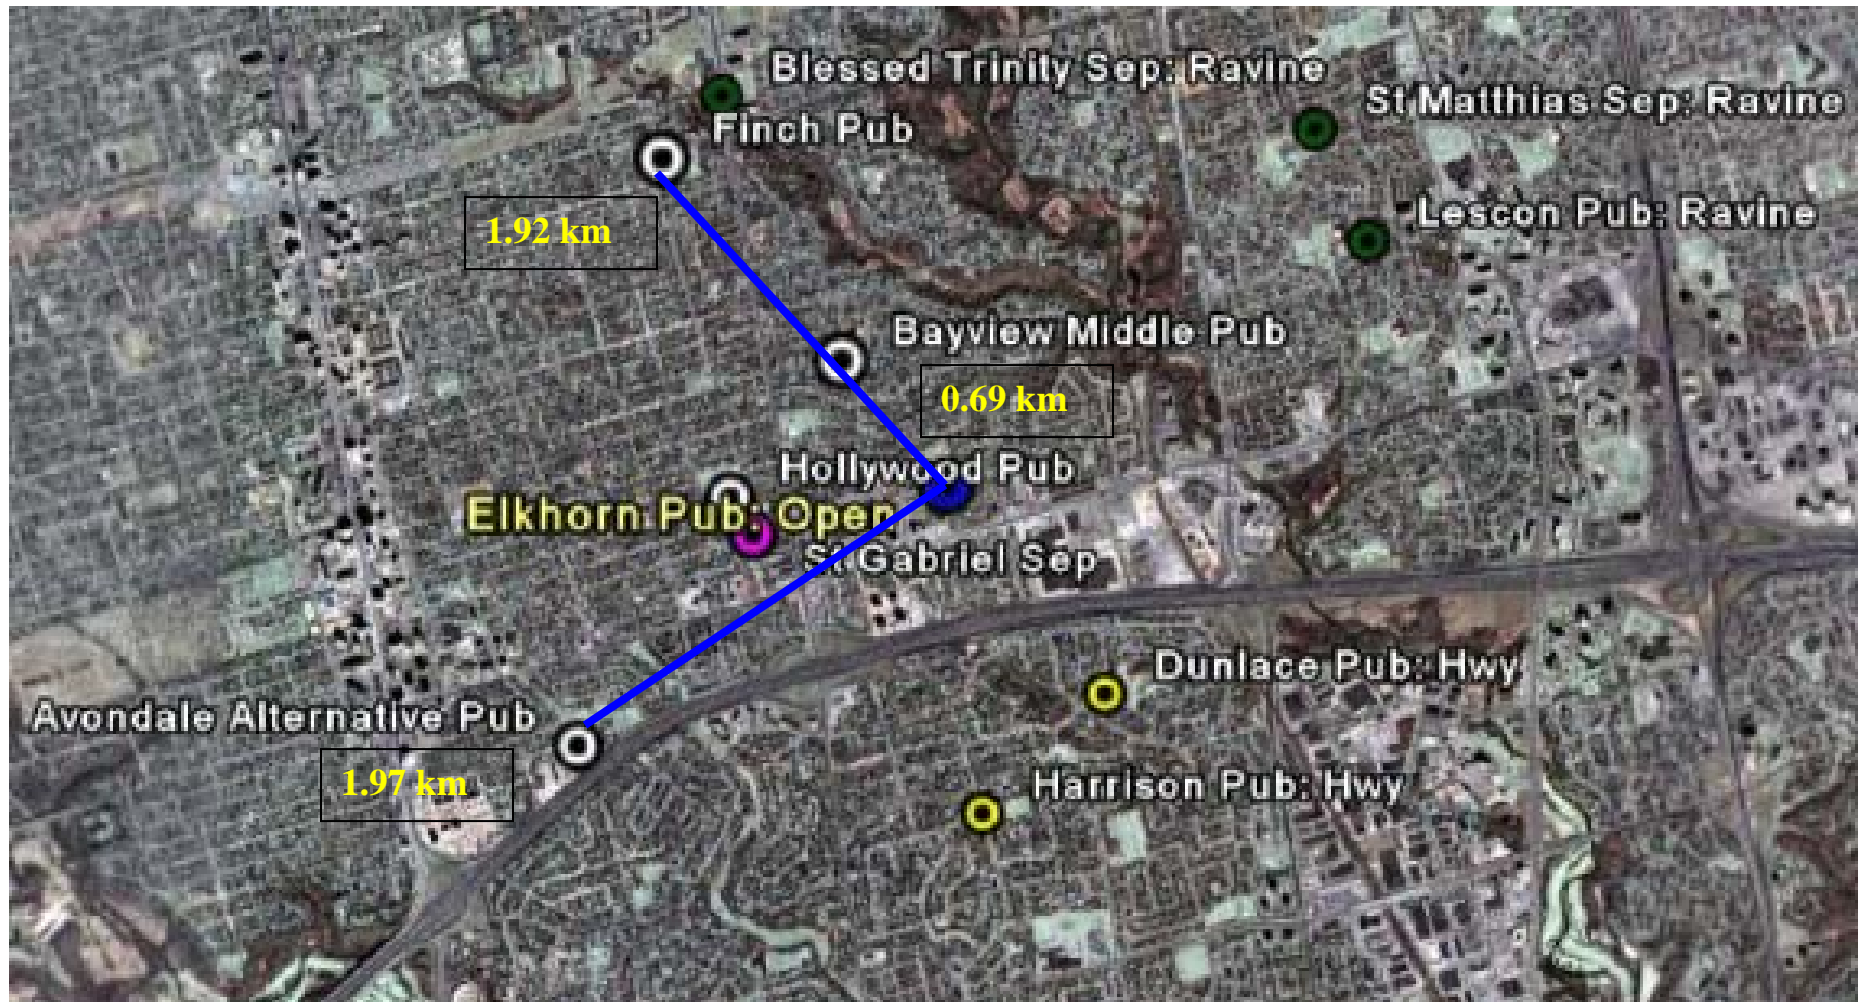 Blessed Trinity Sep: Ravine
St Matthias Sep: Ravine
Finch Pub
Lescon Pub: Ravine
1.92 km
Bayview Middle Pub
0.69 km
Hollywood Pub
Elkhorn Pub: Open
St Gabriel Sep
Dunlace Pub: Hwy
Avondale Alternative Pub
1.97 km
Harrison Pub: Hwy